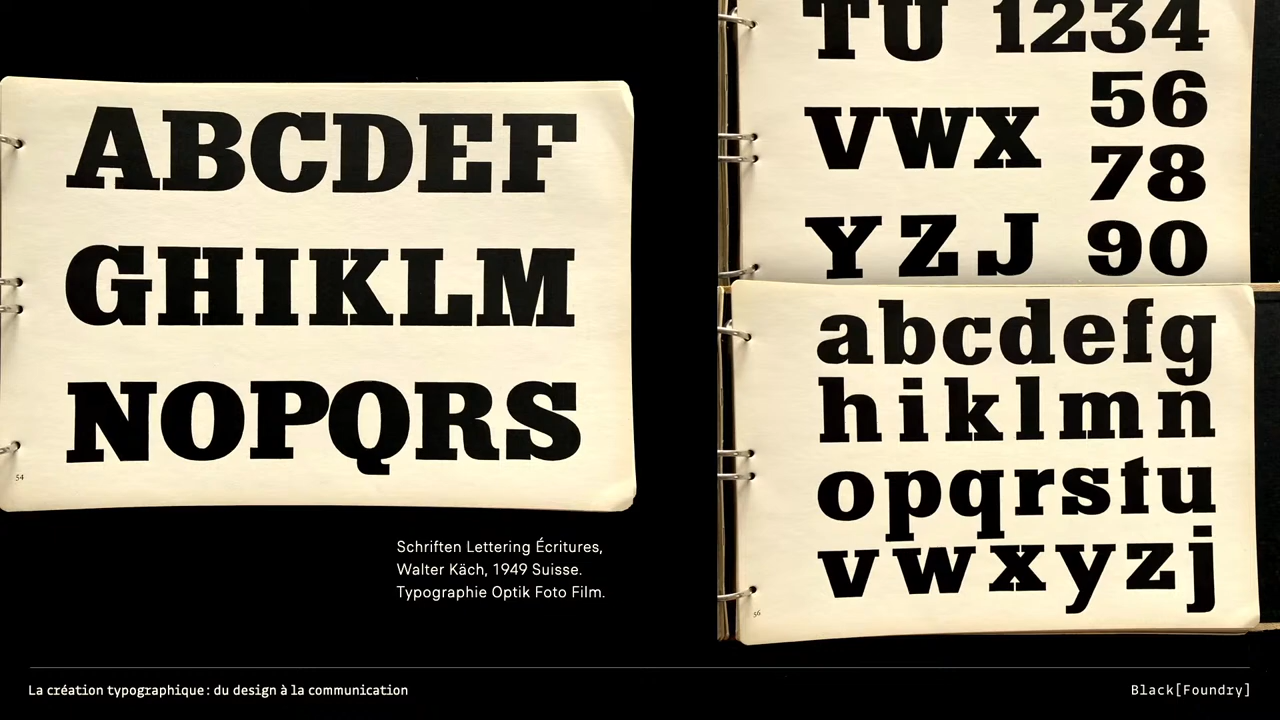 ABCDEF
GHIKLM
NOPQRS
54
TU 1234
56
VWX
78
YZJ 90
abcdefg
hiklmn
opqrstu
vwxyzj
56
Schriften Lettering Écritures,
Walter Käch, 1949 Suisse.
Typographie Optik Foto Film.
La création typographique : du design à la communication
Black[Foundry]